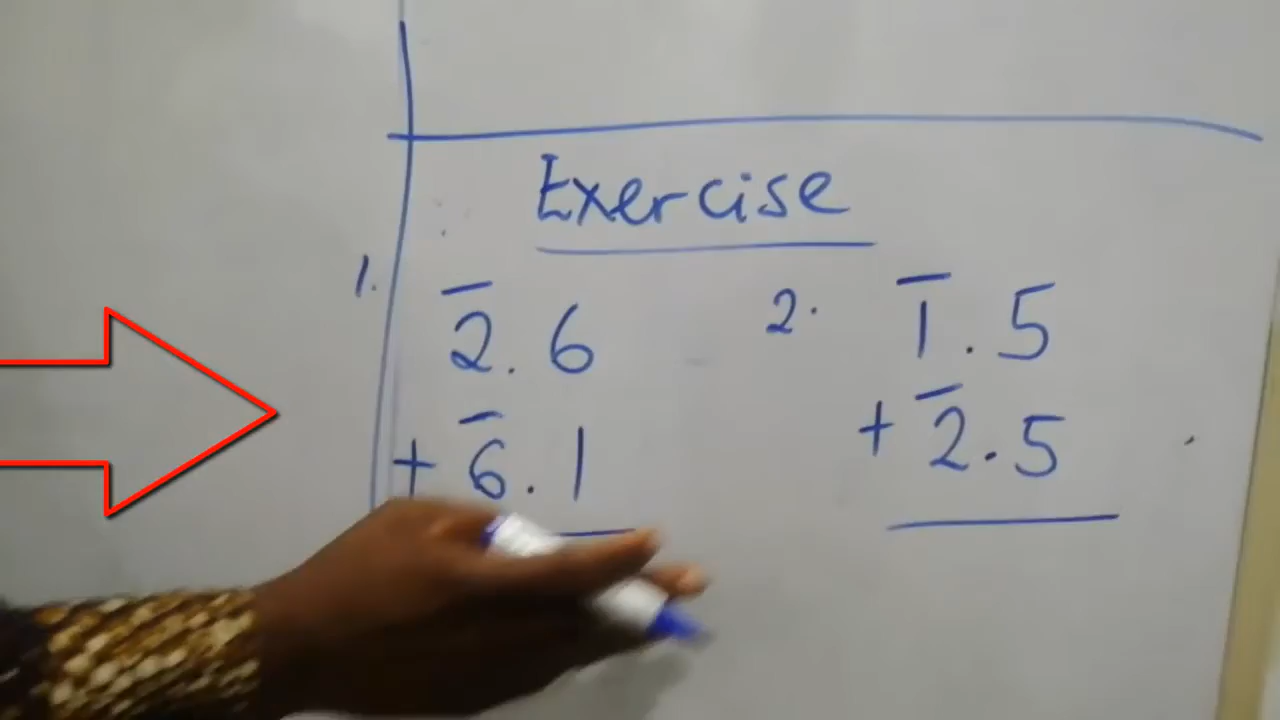 Exercise
1. 2̅.6
+ 6̅.1
2. 1̅.5
+ 2̅.5